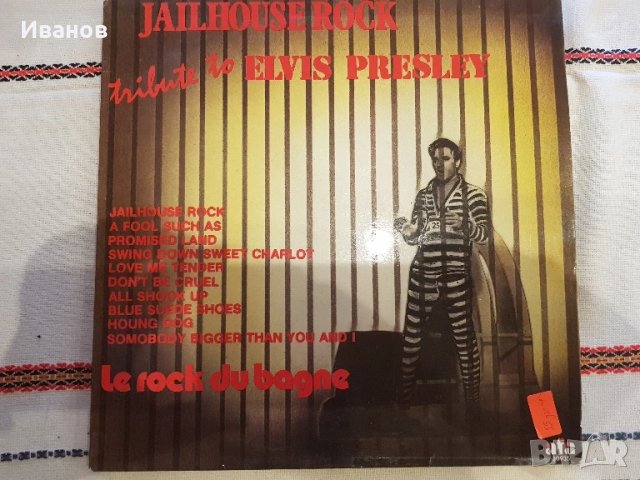 Иванов
JAILHOUSE ROCK
tribute to ELVIS PRESLEY
JAILHOUSE ROCK
A FOOL SUCH AS
PROMISED LAND
SWING DOWN SWEET CHARLOT
LOVE ME TENDER
DON'T BE CRUEL
ALL SHOOK UP
BLUE SUEDE SHOES
HOUNG DOG
SOMOBODY BIGGER THAN YOU AND I
Le rock du bagne
BAZAR